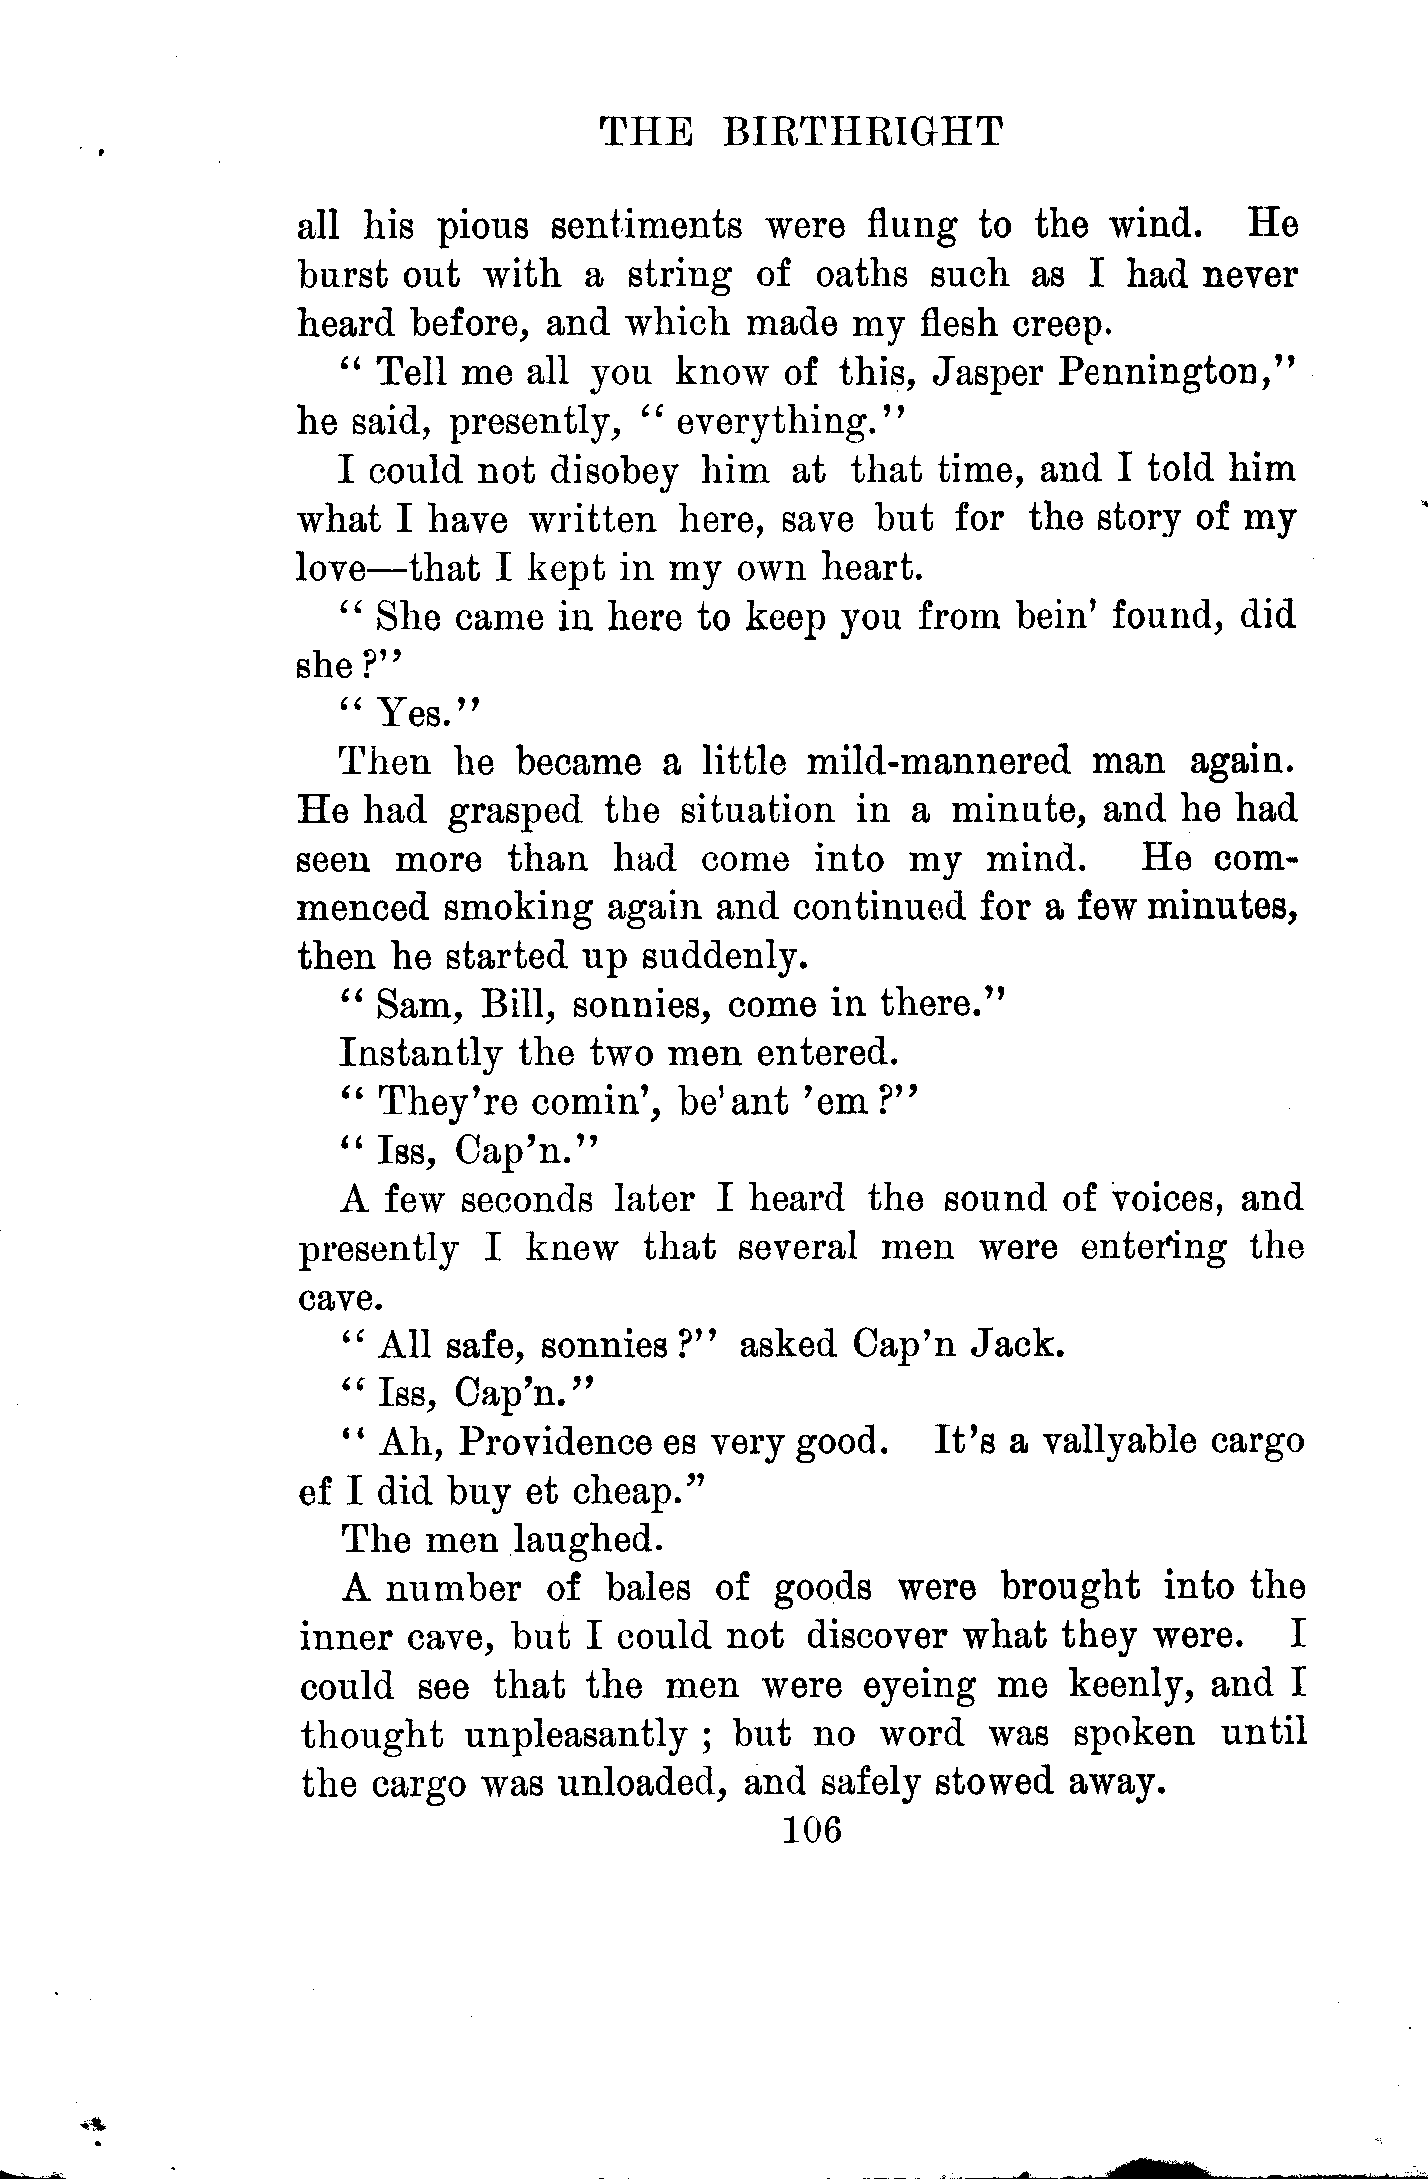 THE BIRTHRIGHT
all his pious sentiments were flung to the wind. He
burst out with a string of oaths such as I had never
heard before, and which made my flesh creep.
“ Tell me all you know of this, Jasper Pennington,”
he said, presently, “ everything.”
I could not disobey him at that time, and I told him
what I have written here, save but for the story of my
love—that I kept in my own heart.
“ She came in here to keep you from bein’ found, did
she ?”
“ Yes.”
Then he became a little mild-mannered man again.
He had grasped the situation in a minute, and he had
seen more than had come into my mind. He com-
menced smoking again and continued for a few minutes,
then he started up suddenly.
“ Sam, Bill, sonnies, come in there.”
Instantly the two men entered.
“ They’re comin’, be’ant ’em ?”
“ Iss, Cap’n.”
A few seconds later I heard the sound of voices, and
presently I knew that several men were entering the
cave.
“ All safe, sonnies ?” asked Cap’n Jack.
“ Iss, Cap’n.”
“ Ah, Providence es very good. It’s a vallyable cargo
ef I did buy et cheap.”
The men laughed.
A number of bales of goods were brought into the
inner cave, but I could not discover what they were. I
could see that the men were eyeing me keenly, and I
thought unpleasantly ; but no word was spoken until
the cargo was unloaded, and safely stowed away.
106